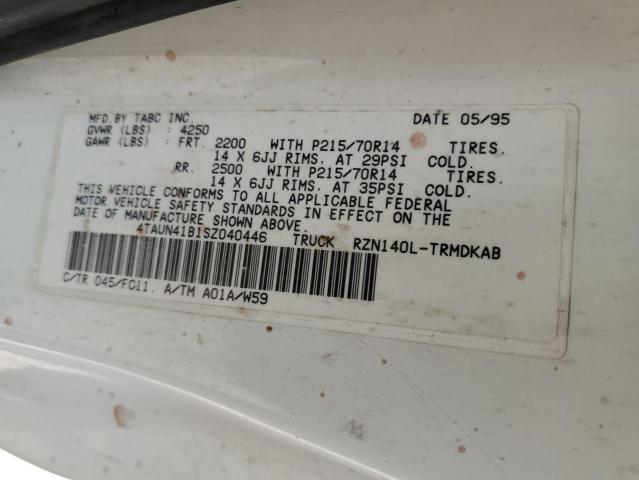 MFD.BY TABC INC. DATE 05/95
GVWR (LBS) : 4250
GAWR (LBS) : FRT. 2200 WITH P215/70R14 TIRES.
14 X 6JJ RIMS, AT 29PSI COLD.
RR. 2500 WITH P215/70R14 TIRES.
14 X 6JJ RIMS, AT 35PSI COLD.
THIS VEHICLE CONFORMS TO ALL APPLICABLE FEDERAL
MOTOR VEHICLE SAFETY STANDARDS IN EFFECT ON THE
DATE OF MANUFACTURE SHOWN ABOVE.
4TAUN41B1SZ040446 TRUCK RZN140L-TRMDKAB
C/TR 045/FC11. A/TM A01A/W59